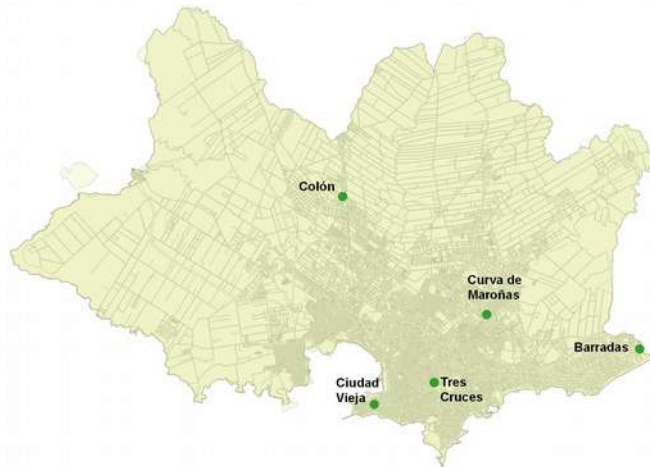 Colón
Curva de
Maroñas
Barradas
Ciudad
Vieja
Tres
Cruces